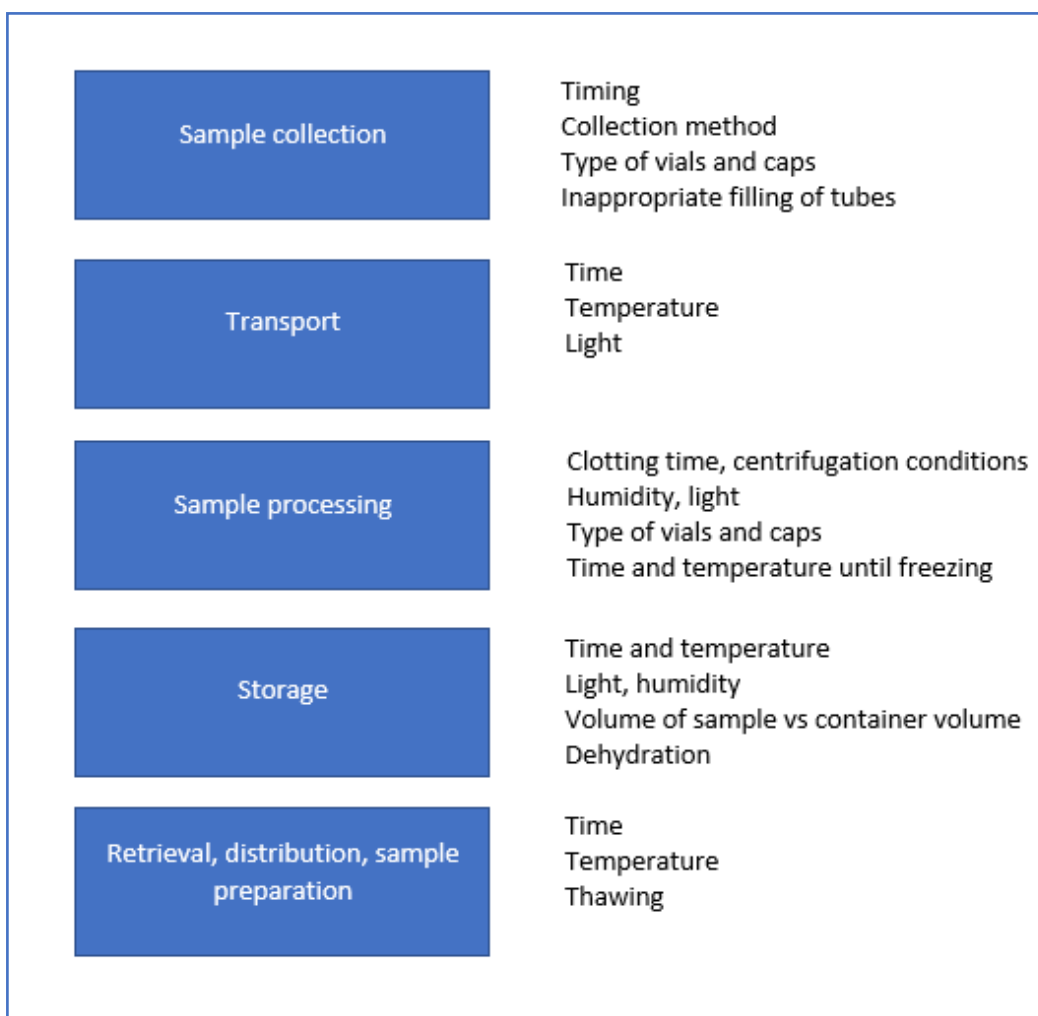 Sample collection
Timing
Collection method
Type of vials and caps
Inappropriate filling of tubes
Transport
Time
Temperature
Light
Sample processing
Clotting time, centrifugation conditions
Humidity, light
Type of vials and caps
Time and temperature until freezing
Storage
Time and temperature
Light, humidity
Volume of sample vs container volume
Dehydration
Retrieval, distribution, sample
preparation
Time
Temperature
Thawing